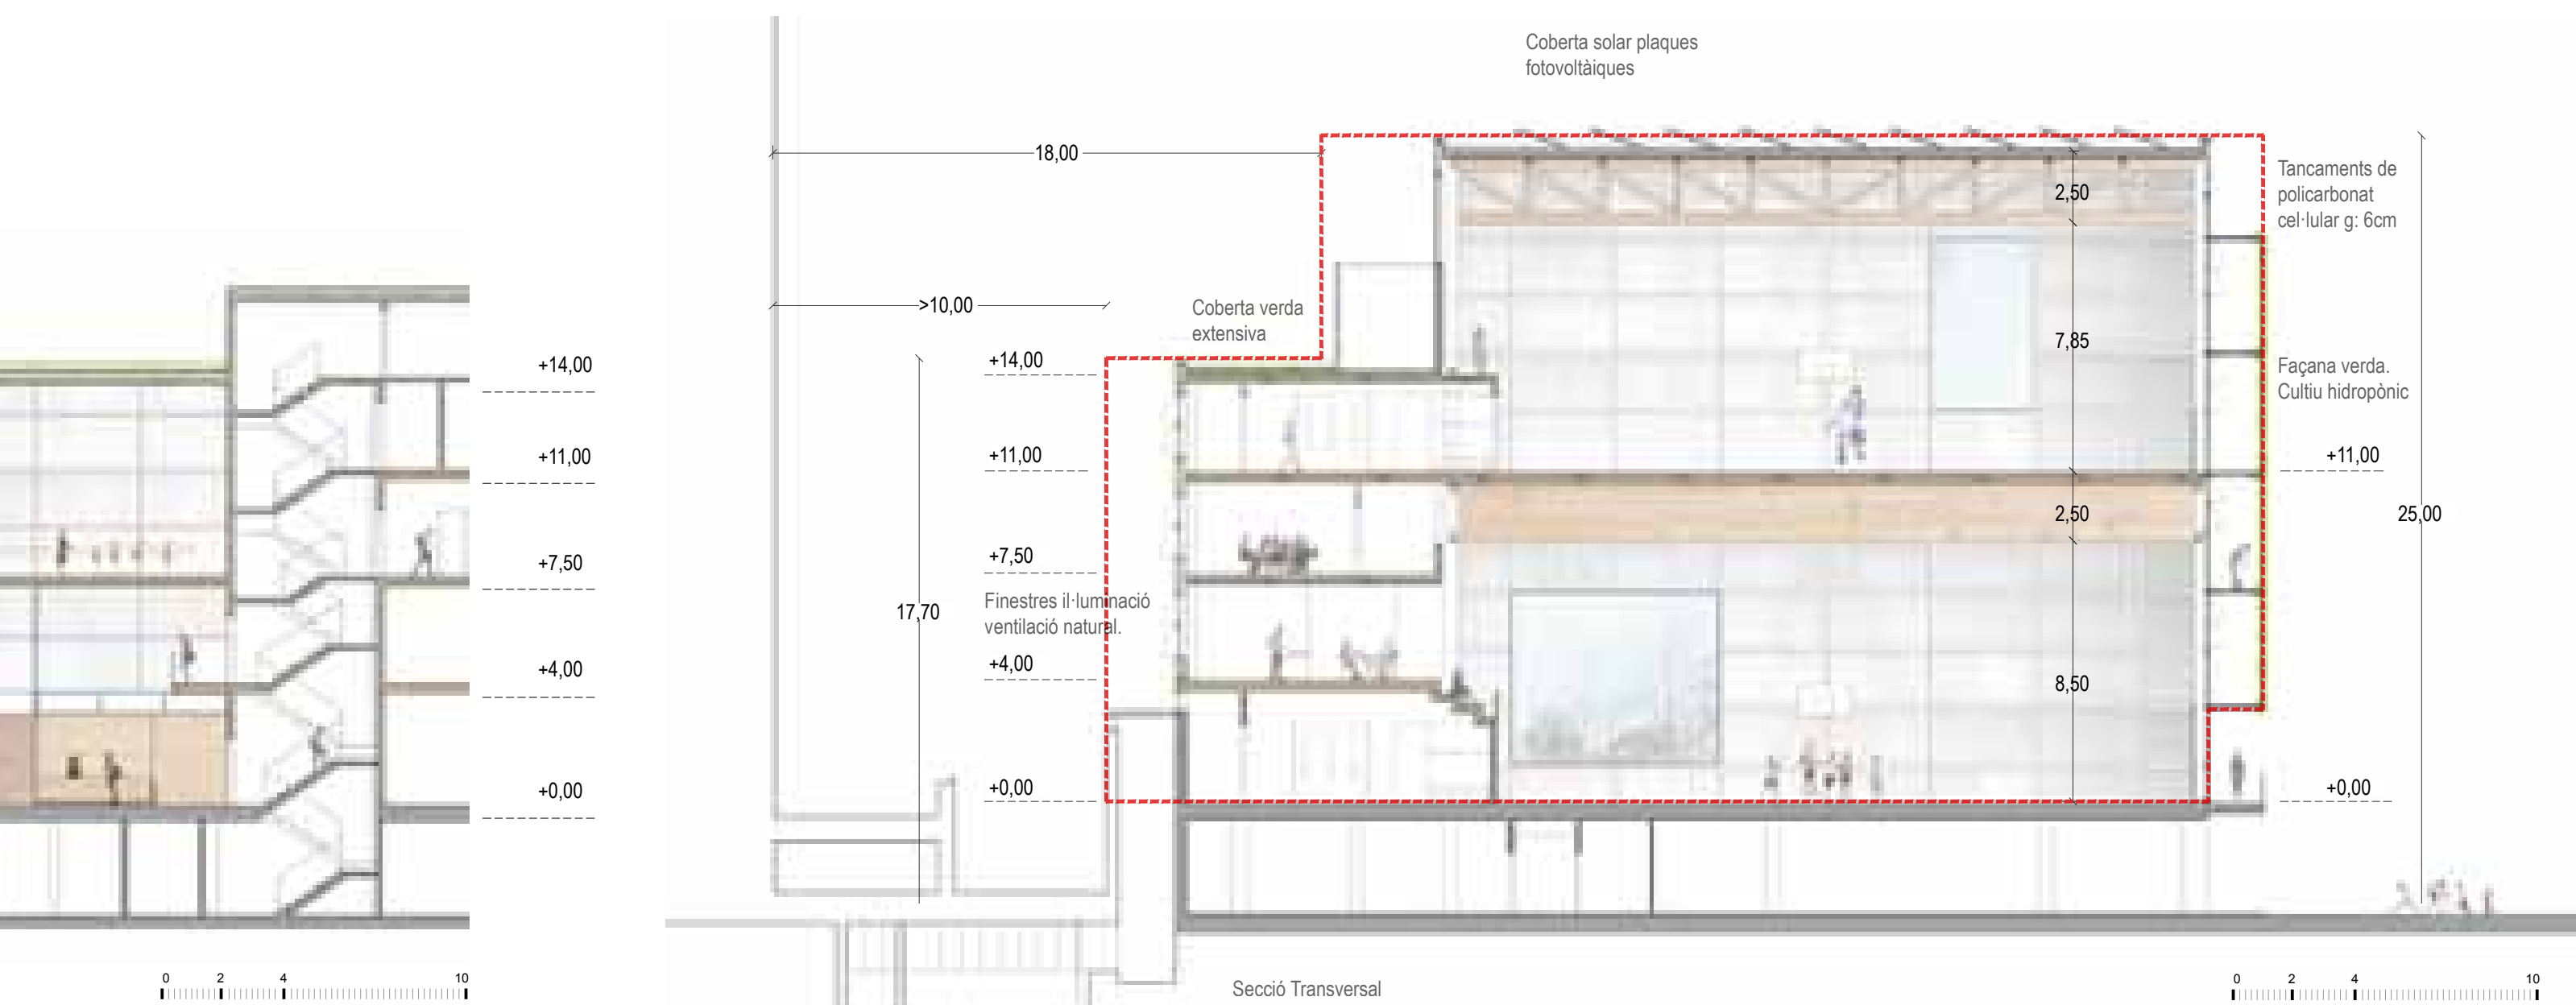 Coberta solar plaques
fotovoltàiques
18,00
2,50
Tancaments de
policarbonat
cel·lular g: 6cm
>10,00
Coberta verda
extensiva
7,85
+14,00
+11,00
+7,50
+4,00
+0,00
+14,00
+11,00
+7,50
Finestres il·luminació
ventilació natural.
+4,00
+0,00
17,70
Façana verda.
Cultiu hidropònic
+11,00
2,50
25,00
8,50
+0,00
0 2 4 10
Secció Transversal
0 2 4 10